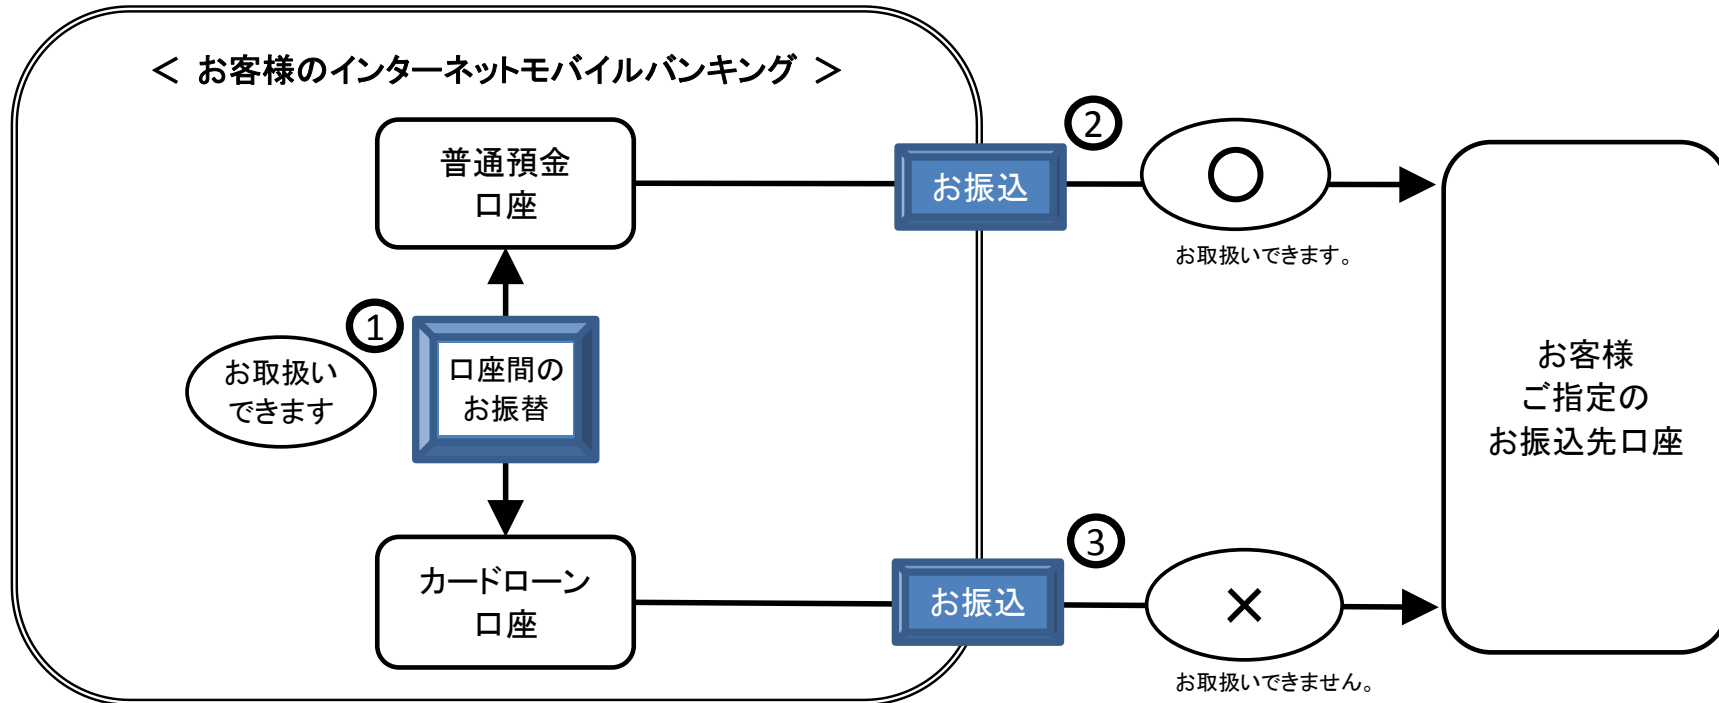 ＜ お客様のインターネットモバイルバンキング ＞
普通預金
口座
お振込
②
○
お取扱いできます。
①
お取扱い
できます
口座間の
お振替
お客様
ご指定の
お振込先口座
カードローン
口座
お振込
③
×
お取扱いできません。